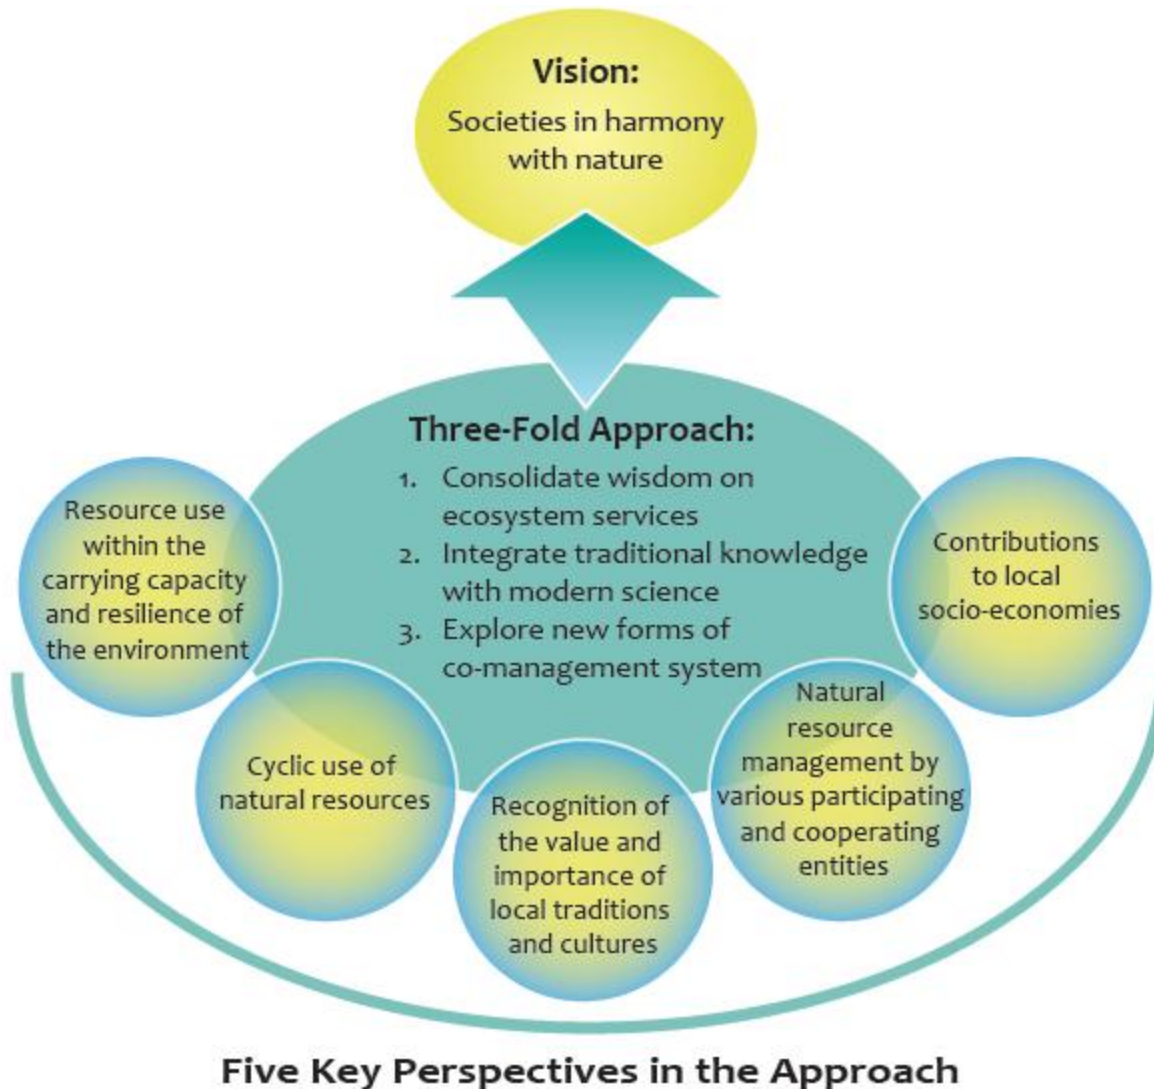 Vision:
Societies in harmony
with nature
Three-Fold Approach:
1. Consolidate wisdom on
ecosystem services
2. Integrate traditional knowledge
with modern science
3. Explore new forms of
co-management system
Resource use
within the
carrying capacity
and resilience of
the environment
Cyclic use of
natural resources
Recognition of
the value and
importance of
local traditions
and cultures
Natural
resource
management by
various participating
and cooperating
entities
Contributions
to local
socio-economies
Five Key Perspectives in the Approach